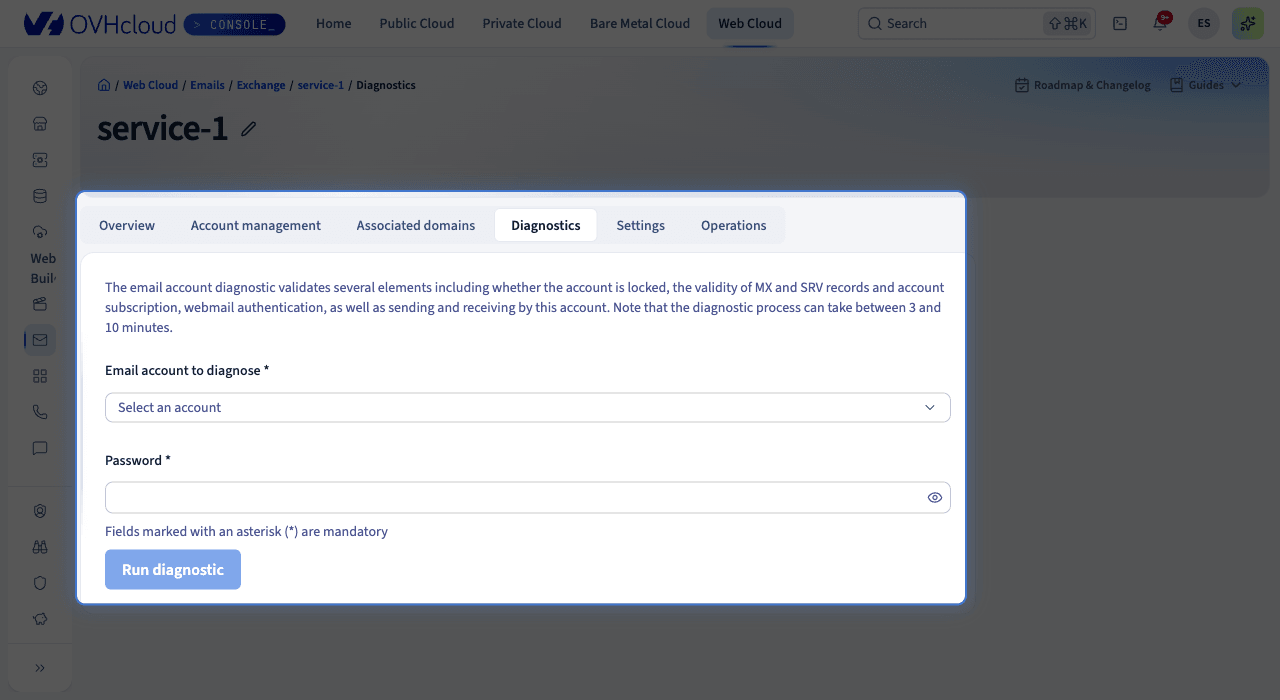 OVHcloud > CONSOLE_ Home Public Cloud Private Cloud Bare Metal Cloud Web Cloud Search ⇧⌘K 9+ ES
/ Web Cloud / Emails / Exchange / service-1 / Diagnostics Roadmap & Changelog Guides
service-1
Overview Account management Associated domains Diagnostics Settings Operations
Web
Buil
The email account diagnostic validates several elements including whether the account is locked, the validity of MX and SRV records and account
subscription, webmail authentication, as well as sending and receiving by this account. Note that the diagnostic process can take between 3 and
10 minutes.
Email account to diagnose *
Select an account
Password *
Fields marked with an asterisk (*) are mandatory
Run diagnostic